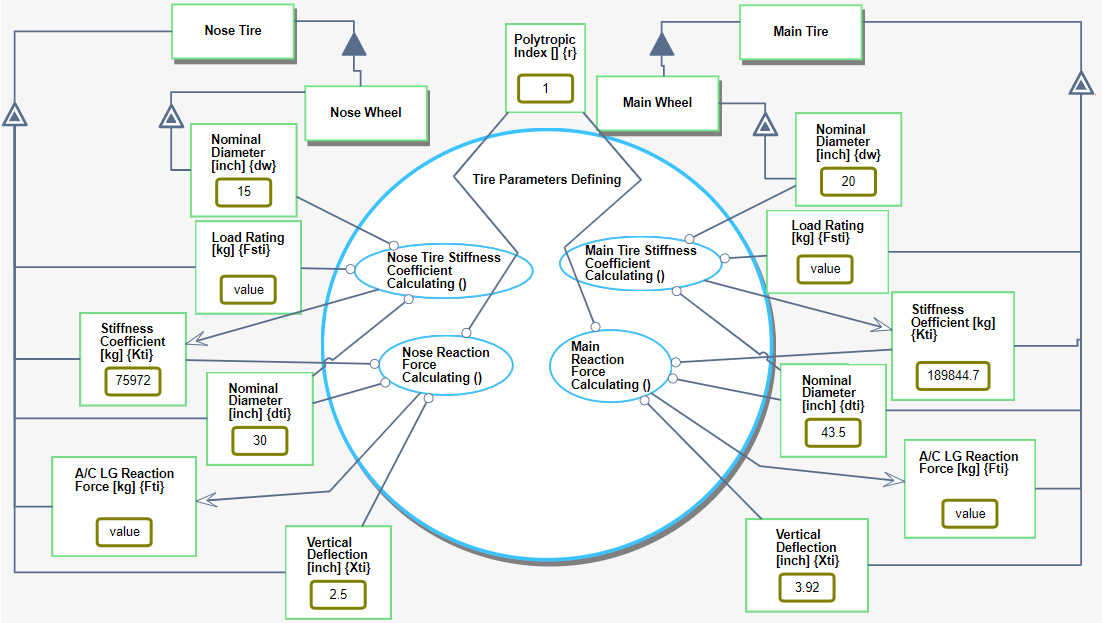 Nose Tire
Polytropic
Index [] {r}
1
Main Tire
Nose Wheel
Main Wheel
Nominal
Diameter
[inch] {dw}
15
Nominal
Diameter
[inch] {dw}
20
Tire Parameters Defining
Load Rating
[kg] {Fsti}
value
Nose Tire Stiffness
Coefficient
Calculating ()
Main Tire Stiffness
Coefficient
Calculating ()
Load Rating
[kg] {Fsti}
value
Stiffness
Coefficient
[kg] {Kti}
75972
Stiffness
Oefficient [kg]
{Kti}
189844.7
Nose Reaction
Force
Calculating ()
Main
Reaction
Force
Calculating ()
Nominal
Diameter
[inch] {dti}
30
Nominal
Diameter
[inch] {dti}
43.5
A/C LG Reaction
Force [kg] {Fti}
value
A/C LG Reaction
Force [kg] {Fti}
value
Vertical
Deflection
[inch] {Xti}
2.5
Vertical
Deflection
[inch] {Xti}
3.92